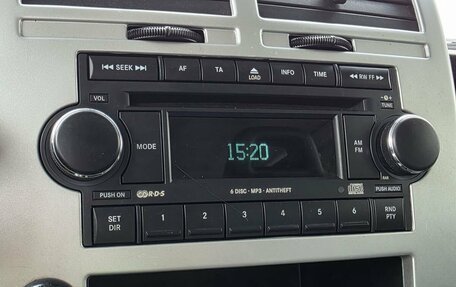 SEEK AF TA LOAD INFO TIME RW FF
VOL TUNE
MODE 15:20 AM FM
PUSH ON R·D·S 6 DISC · MP3 · ANTITHEFT PUSH AUDIO
SET DIR 1 2 3 4 5 6 RND PTY